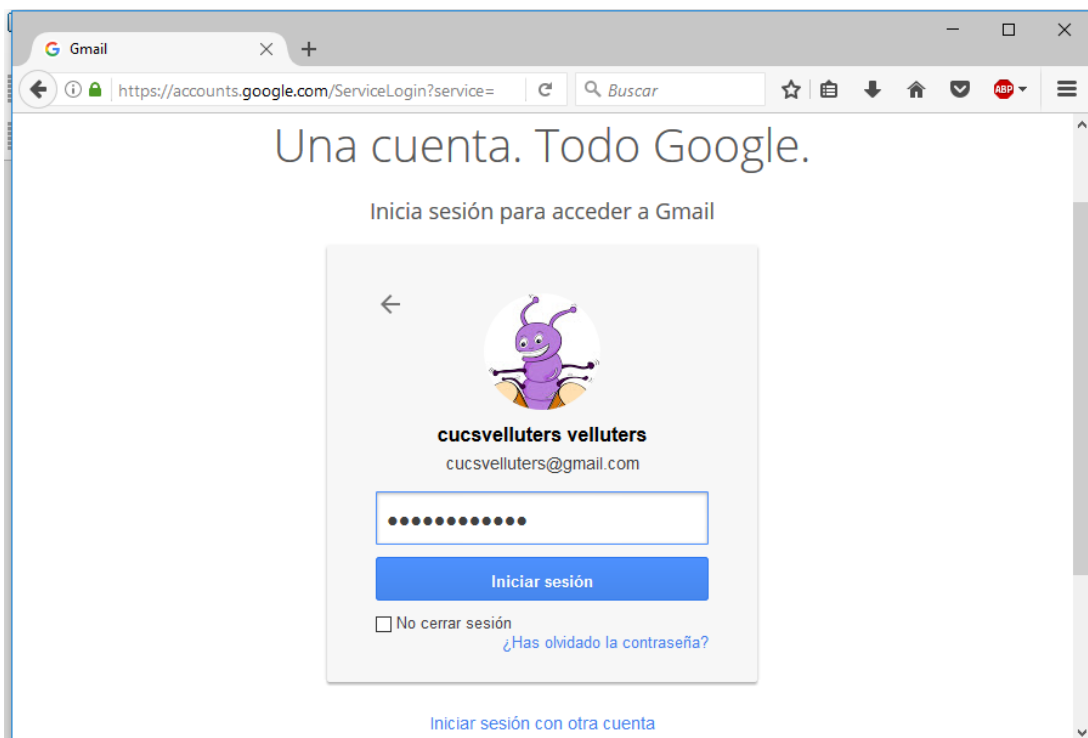 Gmail
https://accounts.google.com/ServiceLogin?service=
Buscar
ABP
Una cuenta. Todo Google.
Inicia sesión para acceder a Gmail
cucsvelluters velluters
cucsvelluters@gmail.com
●●●●●●●●●●●●
Iniciar sesión
No cerrar sesión
¿Has olvidado la contraseña?
Iniciar sesión con otra cuenta